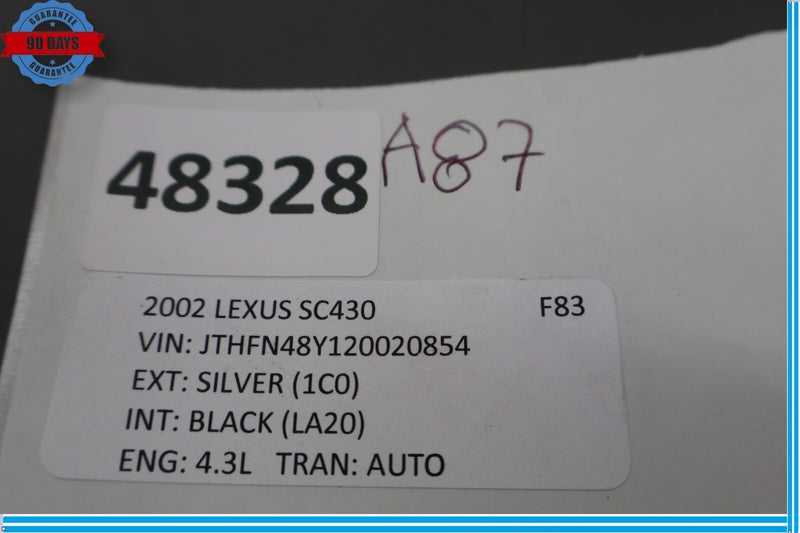 GUARANTEE
90 DAYS
GUARANTEE
48328
A87
2002 LEXUS SC430 F83
VIN: JTHFN48Y120020854
EXT: SILVER (1C0)
INT: BLACK (LA20)
ENG: 4.3L TRAN: AUTO